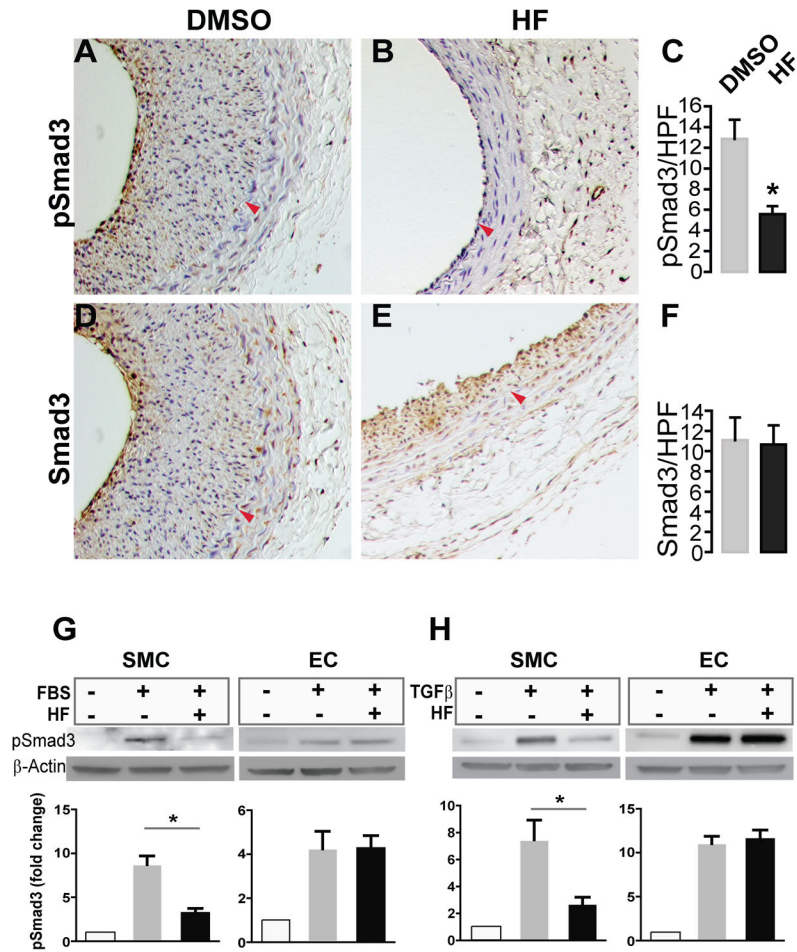 DMSO HF
A B C
DMSO
HF
pSmad3
pSmad3/HPF
16
14
12
10
8
6
4
2
0
*
D E F
Smad3
Smad3/HPF
14
12
10
8
6
4
2
0
G H
SMC EC SMC EC
FBS - + + - + + TGFβ - + + - + +
HF - - + - - + HF - - + - - +
pSmad3
β-Actin
pSmad3 (fold change)
15
10
5
0
*
6
4
2
0
10
8
6
4
2
0
*
15
10
5
0